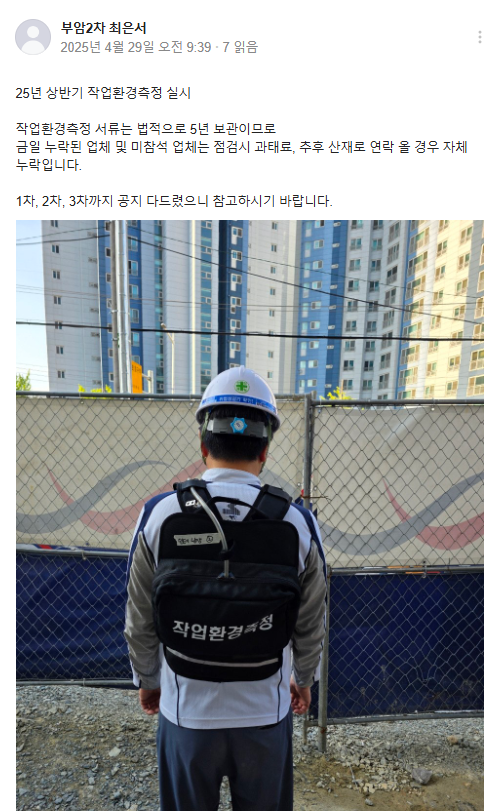 부암2차 최은서
2025년 4월 29일 오전 9:39 · 7 읽음
25년 상반기 작업환경측정 실시
작업환경측정 서류는 법적으로 5년 보관이므로
금일 누락된 업체 및 미참석 업체는 점검시 과태료, 추후 산재로 연락 올 경우 자체
누락입니다.
1차, 2차, 3차까지 공지 다드렸으니 참고하시기 바랍니다.
작업환경측정